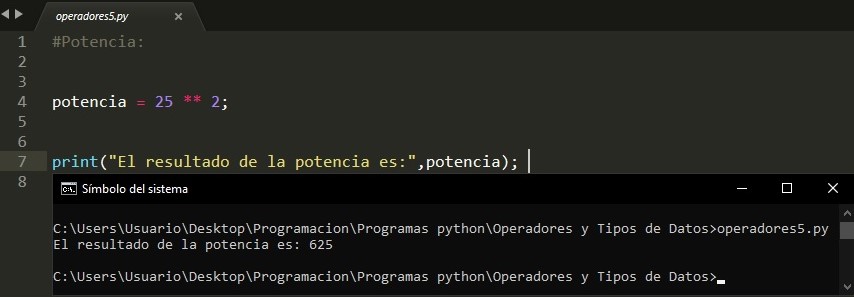 operadores5.py ×
1 #Potencia:
2
3
4 potencia = 25 ** 2;
5
6
7 print("El resultado de la potencia es:",potencia);
8
Símbolo del sistema
C:\Users\Usuario\Desktop\Programacion\Programas python\Operadores y Tipos de Datos>operadores5.py
El resultado de la potencia es: 625
C:\Users\Usuario\Desktop\Programacion\Programas python\Operadores y Tipos de Datos>